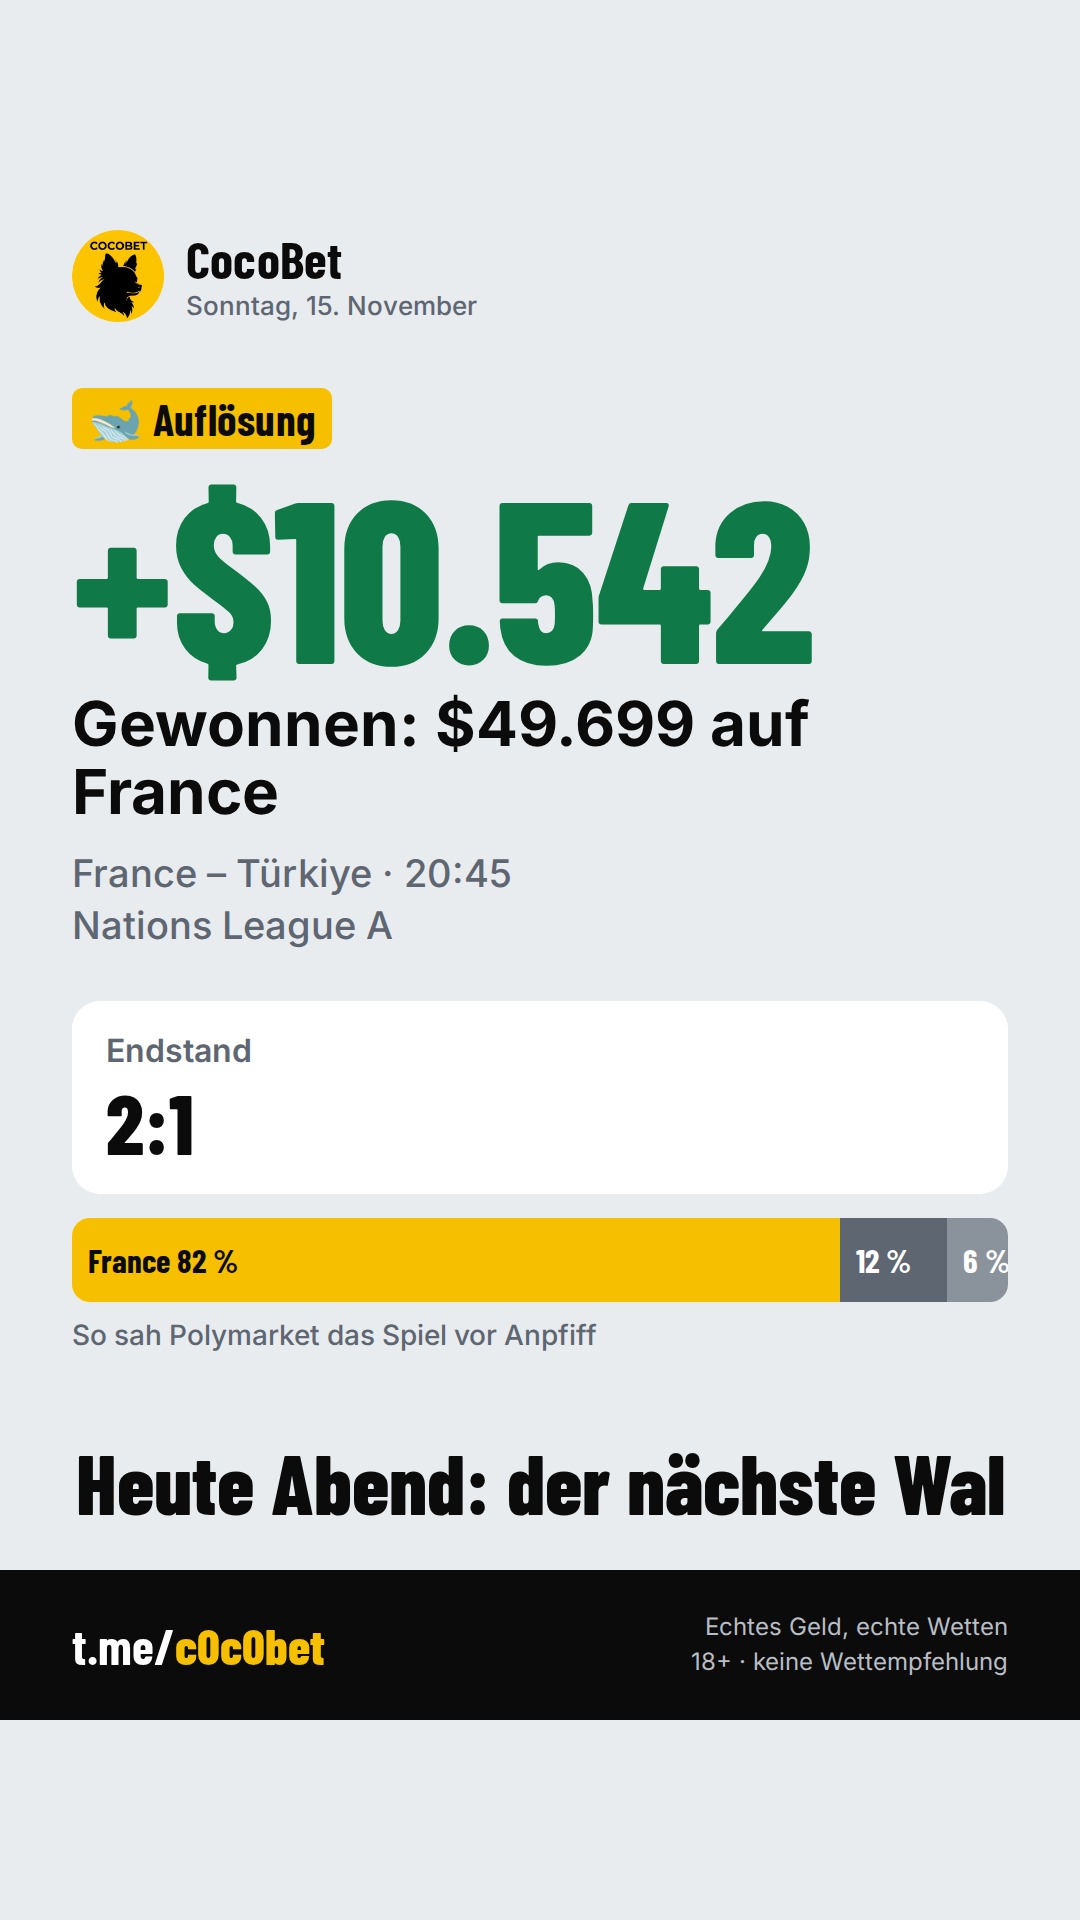 COCOBET
CocoBet
Sonntag, 15. November
🐳 Auflösung
+$10.542
Gewonnen: $49.699 auf
France
France – Türkiye · 20:45
Nations League A
Endstand
2:1
France 82 % 12 % 6 %
So sah Polymarket das Spiel vor Anpfiff
Heute Abend: der nächste Wal
t.me/c0c0bet
Echtes Geld, echte Wetten
18+ · keine Wettempfehlung